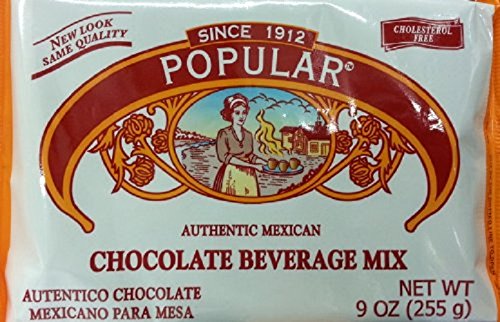 NEW LOOK
SAME QUALITY
SINCE 1912
CHOLESTEROL
FREE
POPULAR™
AUTHENTIC MEXICAN
CHOCOLATE BEVERAGE MIX
AUTENTICO CHOCOLATE
MEXICANO PARA MESA
NET WT
9 OZ (255 g)